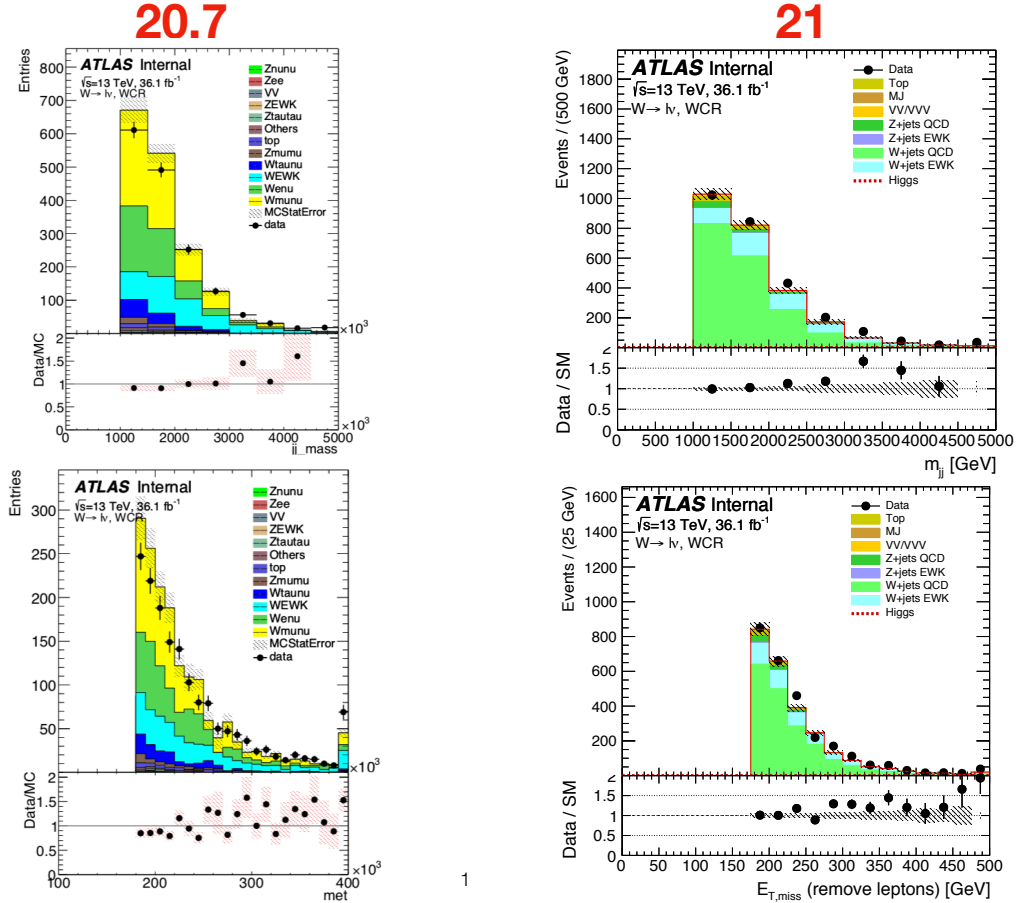 20.7
21
Entries
800
700
600
500
400
300
200
100
ATLAS Internal
√s=13 TeV, 36.1 fb-1
W→ lν, WCR
Znunu
Zee
VV
ZEWK
Ztautau
Others
top
Zmumu
Wtaunu
WEWK
Wenu
Wmunu
MCStatError
data
×10³
Data/MC
2
1.5
1
0.5
0
0 1000 2000 3000 4000 5000
×10³
jj_mass
Events / (500 GeV)
1800
1600
1400
1200
1000
800
600
400
200
ATLAS Internal
√s=13 TeV, 36.1 fb-1
W→ lν, WCR
Data
Top
MJ
VV/VVV
Z+jets QCD
Z+jets EWK
W+jets QCD
W+jets EWK
Higgs
Data / SM
2
1.5
1
0.5
0
0 500 1000 1500 2000 2500 3000 3500 4000 4500 5000
mjj [GeV]
Entries
300
250
200
150
100
50
0
ATLAS Internal
√s=13 TeV, 36.1 fb-1
W→ lν, WCR
Znunu
Zee
VV
ZEWK
Ztautau
Others
top
Zmumu
Wtaunu
WEWK
Wenu
Wmunu
MCStatError
data
×10³
Data/MC
2
1.5
1
0.5
0
100 200 300 400
×10³
met
Events / (25 GeV)
1600
1400
1200
1000
800
600
400
200
ATLAS Internal
√s=13 TeV, 36.1 fb-1
W→ lν, WCR
Data
Top
MJ
VV/VVV
Z+jets QCD
Z+jets EWK
W+jets QCD
W+jets EWK
Higgs
Data / SM
2
1.5
1
0.5
0
0 50 100 150 200 250 300 350 400 450 500
ET,miss (remove leptons) [GeV]
1